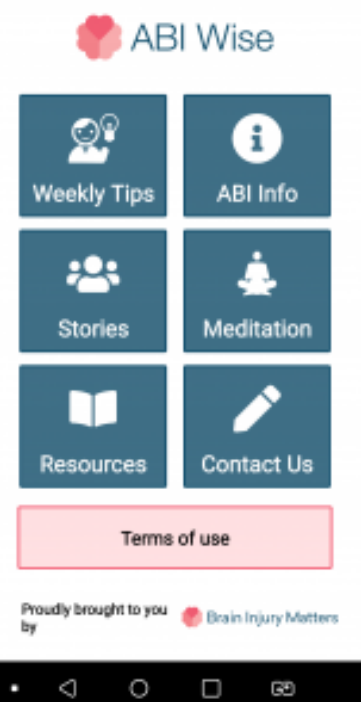 ABI Wise
Weekly Tips
ABI Info
Stories
Meditation
Resources
Contact Us
Terms of use
Proudly brought to you
by
Brain Injury Matters